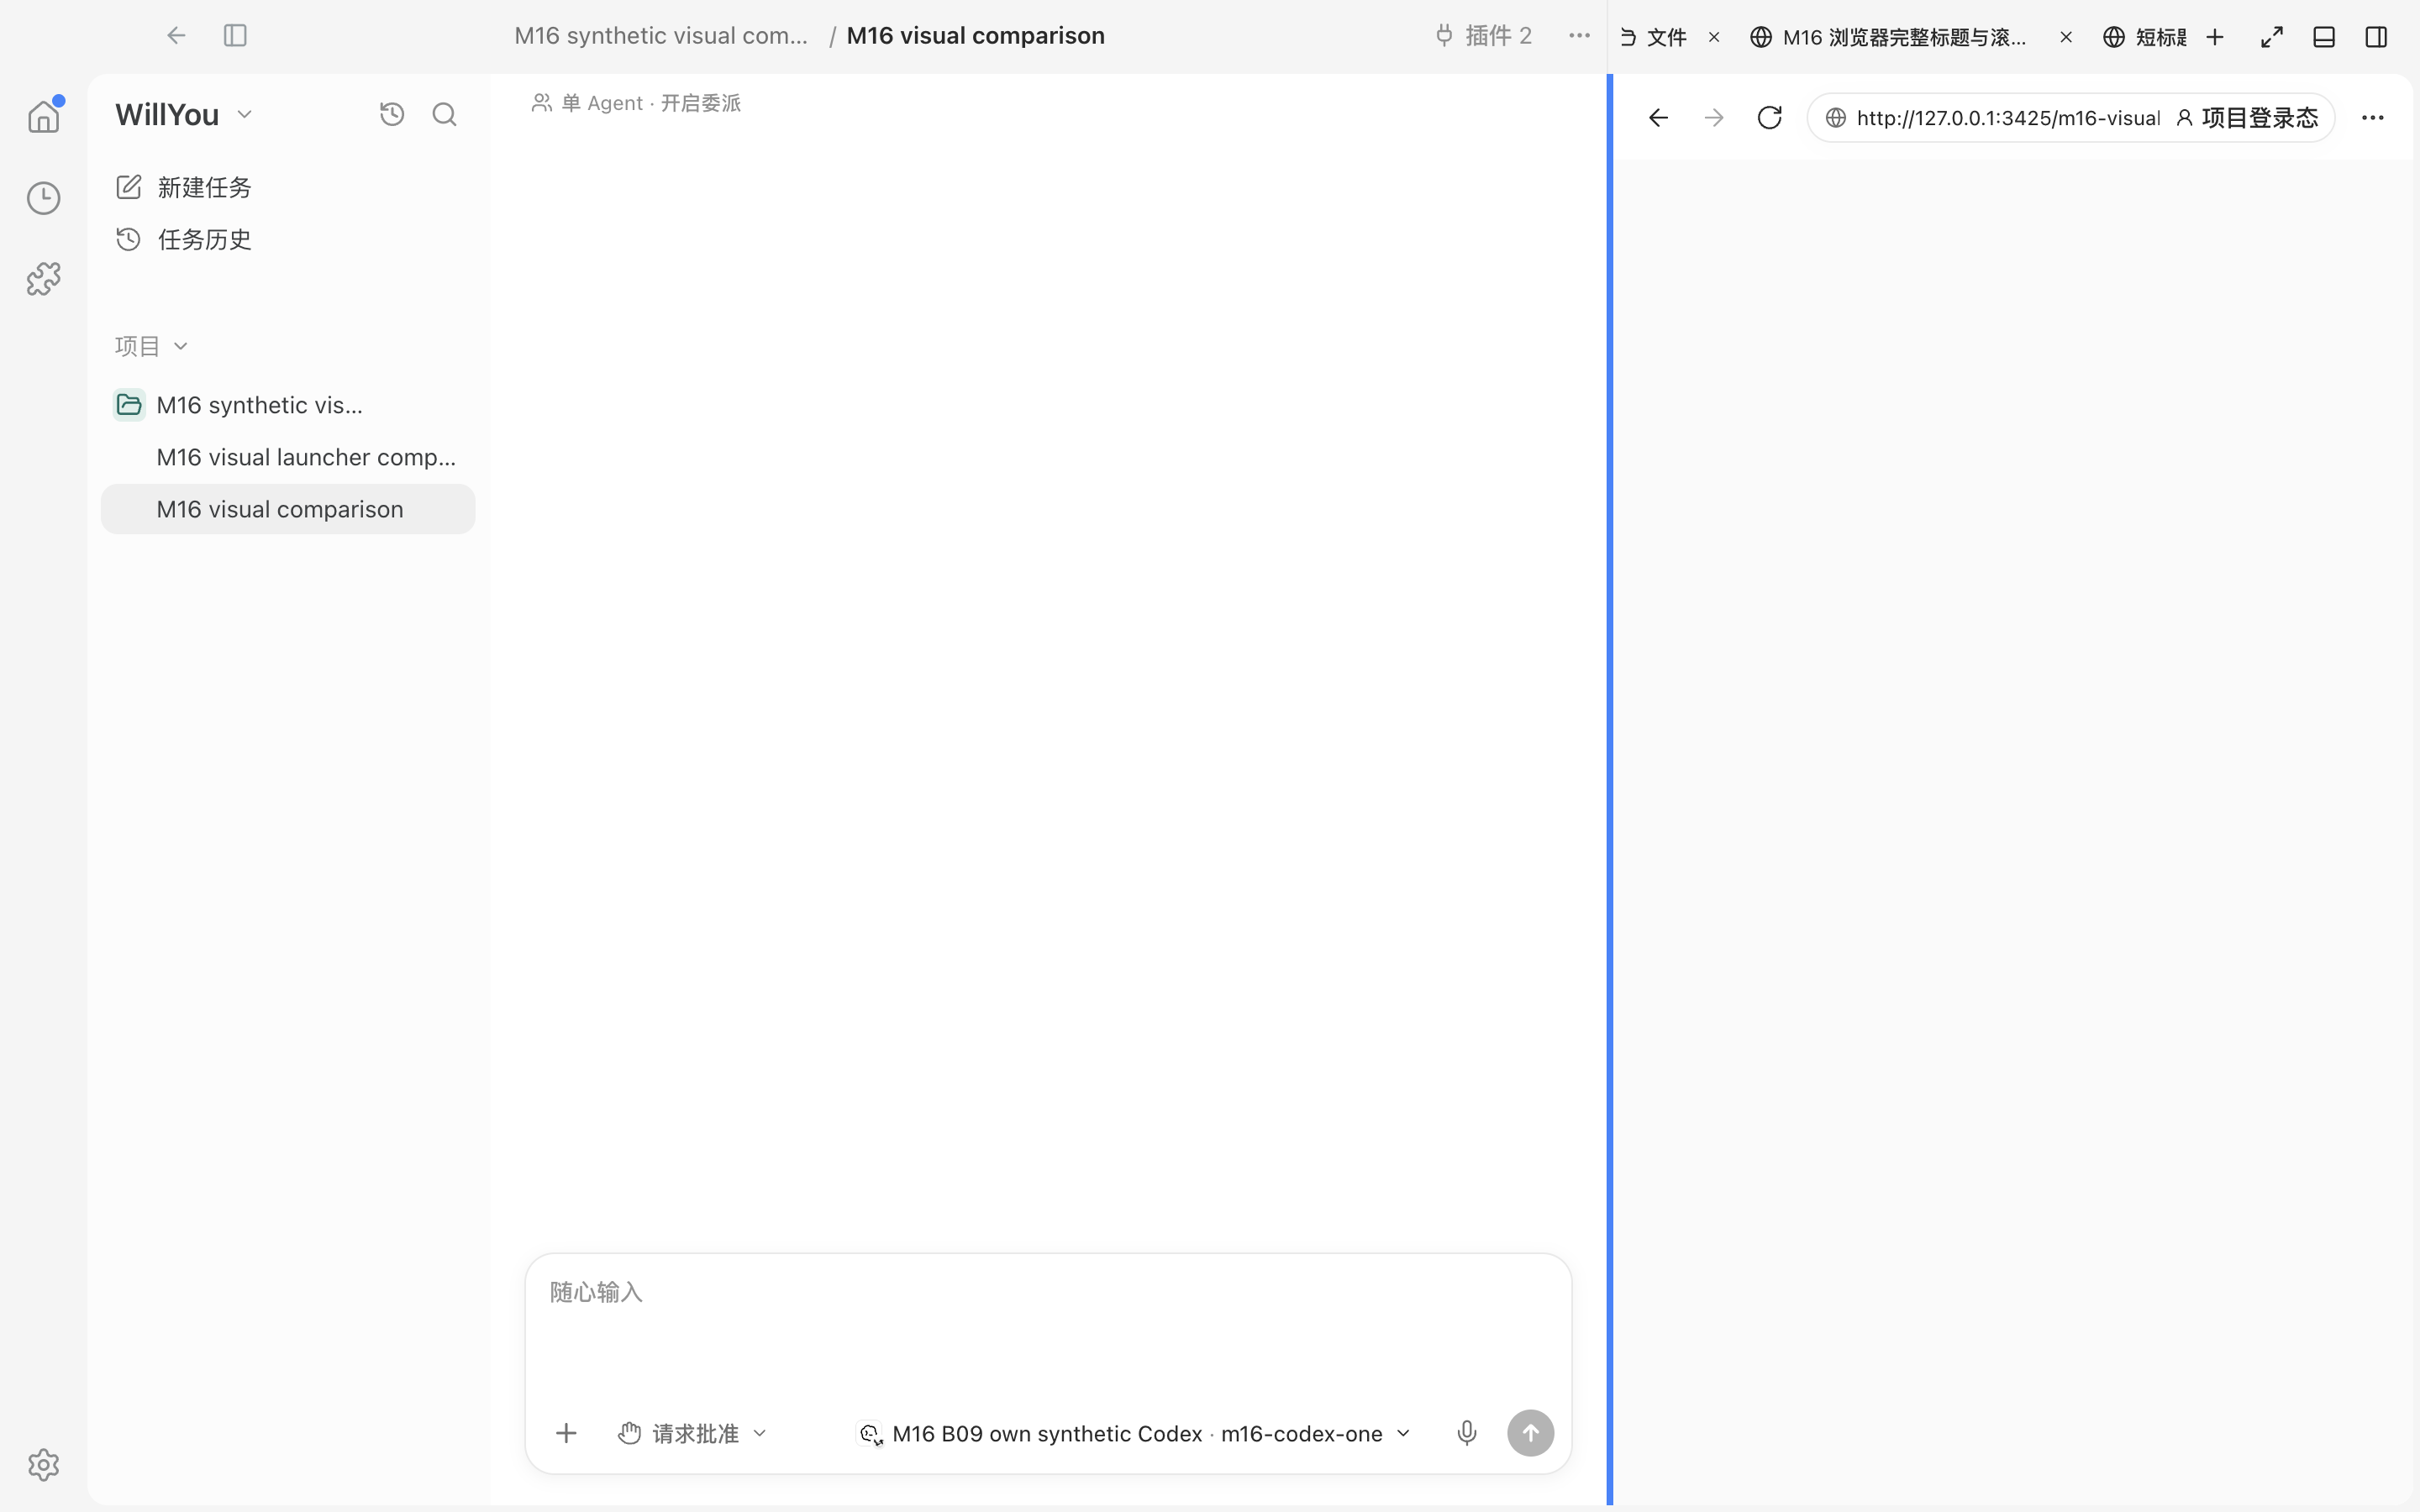 M16 synthetic visual com... / M16 visual comparison
插件 2
文件
M16 浏览器完整标题与滚...
短标题
WillYou
单 Agent · 开启委派
http://127.0.0.1:3425/m16-visual
项目登录态
新建任务
任务历史
项目
M16 synthetic vis...
M16 visual launcher comp...
M16 visual comparison
随心输入
请求批准
M16 B09 own synthetic Codex · m16-codex-one